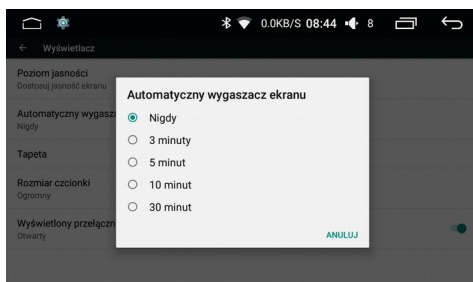 0.0KB/S 08:44 8
Wyświetlacz
Poziom jasności
Dostosuj jasność ekranu
Automatyczny wygasza
Nigdy
Tapeta
Rozmiar czcionki
Ogromny
Wyświetlony przełączn
Otwarty
Automatyczny wygaszacz ekranu
Nigdy
3 minuty
5 minut
10 minut
30 minut
ANULUJ